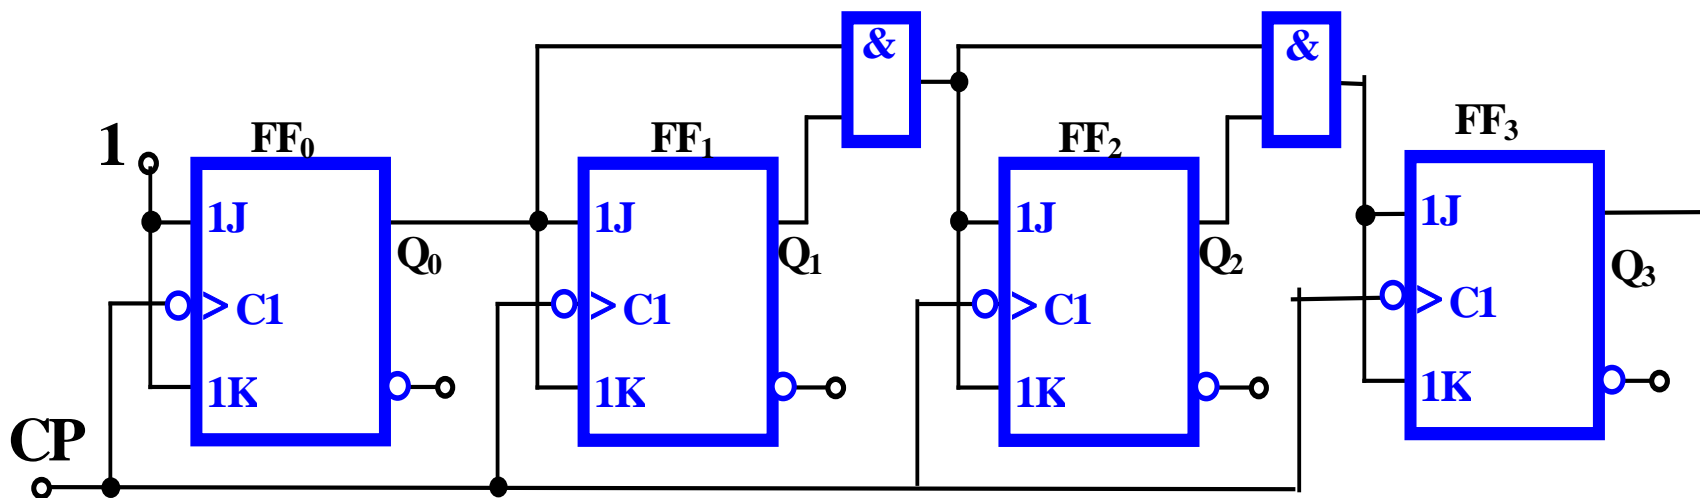 &
&
1
FF₀
FF₁
FF₂
FF₃
1J
1J
1J
1J
Q₀
Q₁
Q₂
Q₃
C1
C1
C1
C1
1K
1K
1K
1K
CP